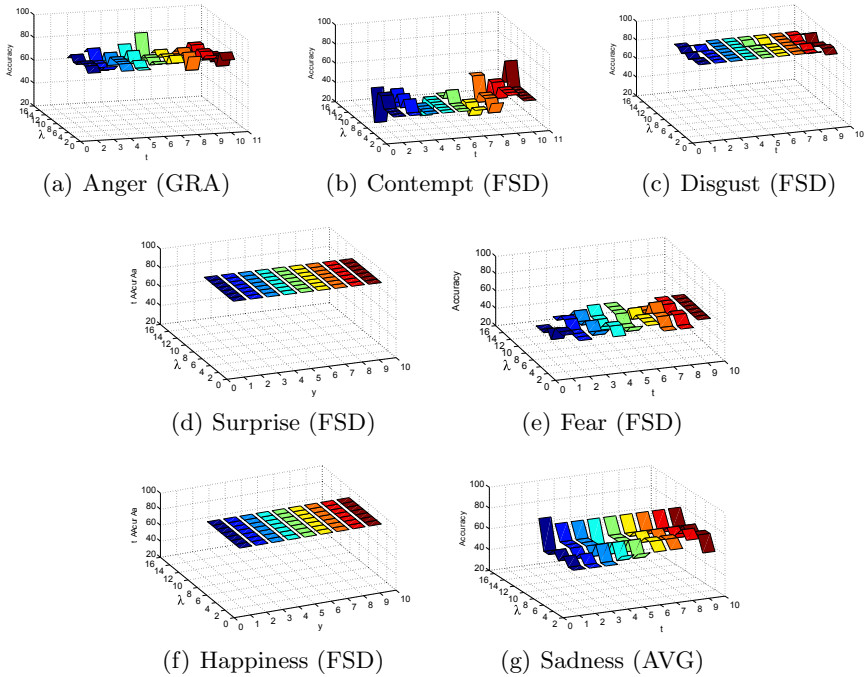 100
80
60
40
20
Accuracy
16
14
12
10
8
6
4
2
0
λ
0 1 2 3 4 5 6 7 8 9 10 11
t
(a) Anger (GRA)
100
80
60
40
20
Accuracy
16
14
12
10
8
6
4
2
0
λ
0 1 2 3 4 5 6 7 8 9 10 11
t
(b) Contempt (FSD)
100
80
60
40
20
Accuracy
16
14
12
10
8
6
4
2
0
λ
0 1 2 3 4 5 6 7 8 9 10
t
(c) Disgust (FSD)
100
80
60
40
20
16
14
12
10
8
6
4
2
0
λ
0 1 2 3 4 5 6 7 8 9 10
y
(d) Surprise (FSD)
100
80
60
40
20
Accuracy
16
14
12
10
8
6
4
2
0
λ
0 1 2 3 4 5 6 7 8 9 10
t
(e) Fear (FSD)
100
80
60
40
20
16
14
12
10
8
6
4
2
0
λ
0 1 2 3 4 5 6 7 8 9 10
y
(f) Happiness (FSD)
100
80
60
40
20
Accuracy
16
14
12
10
8
6
4
2
0
λ
0 1 2 3 4 5 6 7 8 9 10
t
(g) Sadness (AVG)